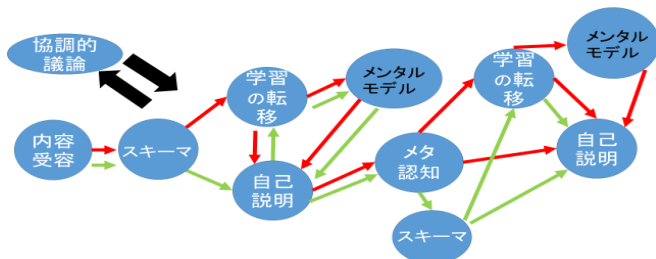 協調的
議論
内容
受容
スキーマ
学習
の転
移
メンタル
モデル
自己
説明
メタ
認知
スキーマ
学習
の転
移
メンタル
モデル
自己
説明